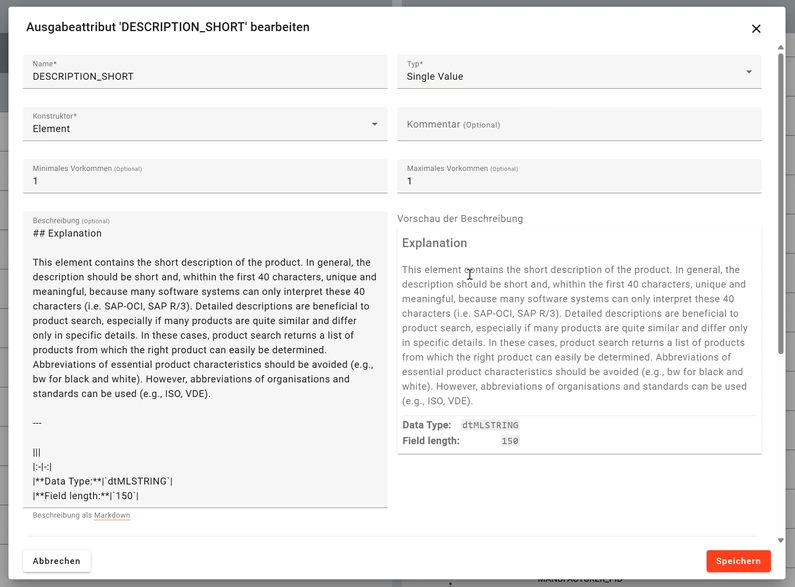 Ausgabeattribut 'DESCRIPTION_SHORT' bearbeiten
Name*
DESCRIPTION_SHORT
Typ*
Single Value
Konstruktor*
Element
Kommentar (Optional)
Minimales Vorkommen (Optional)
1
Maximales Vorkommen (Optional)
1
Beschreibung (Optional)
## Explanation
This element contains the short description of the product. In general, the
description should be short and, whithin the first 40 characters, unique and
meaningful, because many software systems can only interpret these 40
characters (i.e. SAP-OCI, SAP R/3). Detailed descriptions are beneficial to
product search, especially if many products are quite similar and differ
only in specific details. In these cases, product search returns a list of
products from which the right product can easily be determined.
Abbreviations of essential product characteristics should be avoided (e.g.,
bw for black and white). However, abbreviations of organisations and
standards can be used (e.g., ISO, VDE).
---
|||
|:-|-:|
|**Data Type:**|`dtMLSTRING`|
|**Field length:**|`150`|
Beschreibung als Markdown
Vorschau der Beschreibung
Explanation
This element contains the short description of the product. In general, the
description should be short and, whithin the first 40 characters, unique and
meaningful, because many software systems can only interpret these 40
characters (i.e. SAP-OCI, SAP R/3). Detailed descriptions are beneficial to
product search, especially if many products are quite similar and differ only
in specific details. In these cases, product search returns a list of products
from which the right product can easily be determined. Abbreviations of
essential product characteristics should be avoided (e.g., bw for black and
white). However, abbreviations of organisations and standards can be used
(e.g., ISO, VDE).
Data Type: dtMLSTRING
Field length: 150
Abbrechen
Speichern